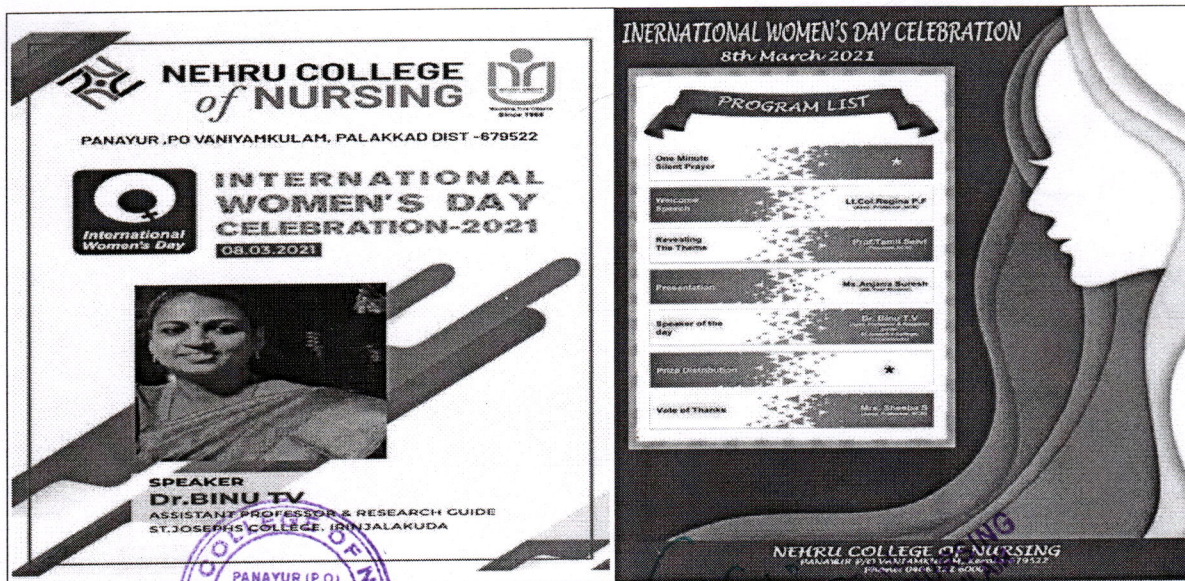 NEHRU COLLEGE
of NURSING
Since 1968
PANAYUR ,PO VANIYAMKULAM, PALAKKAD DIST -679522
International
Women's Day
INTERNATIONAL
WOMEN'S DAY
CELEBRATION-2021
08.03.2021
SPEAKER
Dr.BINU TV
ASSISTANT PROFESSOR & RESEARCH GUIDE
ST.JOSEPHS COLLEGE, IRINJALAKUDA
COLLEGE OF N
PANAYUR (P.O)
INERNATIONAL WOMEN'S DAY CELEBRATION
8th March 2021
PROGRAM LIST
One Minute
Silent Prayer
*
Welcome
Speech
Lt.Col.Regina P.F
Revealing
The Theme
Prof.Tamil Selvi
Presentation
Ms.Anjana Suresh
Speaker of the
day
Dr. Binu T.V
Prize Distribution
*
Vote of Thanks
Mrs. Sheeba S
NEHRU COLLEGE OF NURSING
PANAYUR P/O VANIYAMKULAM